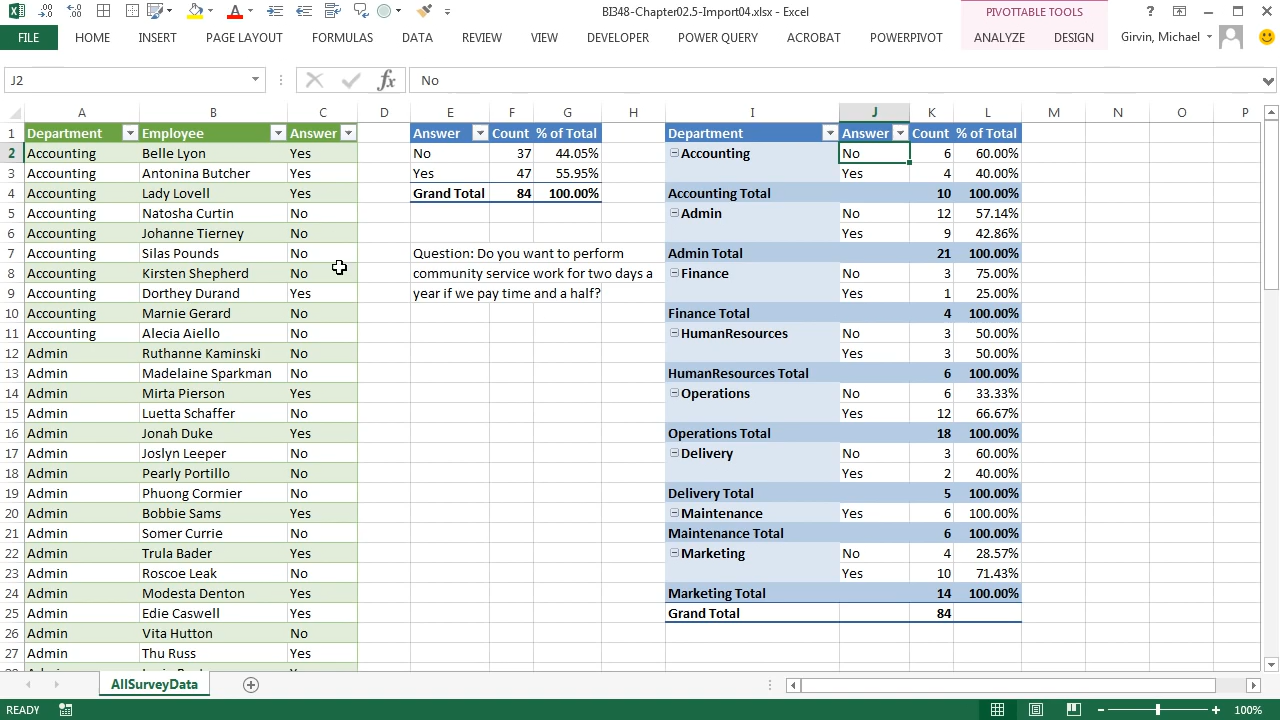 BI348-Chapter02.5-Import04.xlsx - Excel
PIVOTTABLE TOOLS
FILE HOME INSERT PAGE LAYOUT FORMULAS DATA REVIEW VIEW DEVELOPER POWER QUERY ACROBAT POWERPIVOT ANALYZE DESIGN Girvin, Michael
J2 fx No
A B C D E F G H I J K L M N O P
1 Department Employee Answer Answer Count % of Total Department Answer Count % of Total
2 Accounting Belle Lyon Yes No 37 44.05% Accounting No 6 60.00%
3 Accounting Antonina Butcher Yes Yes 47 55.95% Yes 4 40.00%
4 Accounting Lady Lovell Yes Grand Total 84 100.00% Accounting Total 10 100.00%
5 Accounting Natosha Curtin No Admin No 12 57.14%
6 Accounting Johanne Tierney No Yes 9 42.86%
7 Accounting Silas Pounds No Question: Do you want to perform Admin Total 21 100.00%
8 Accounting Kirsten Shepherd No community service work for two days a Finance No 3 75.00%
9 Accounting Dorthey Durand Yes year if we pay time and a half? Yes 1 25.00%
10 Accounting Marnie Gerard No Finance Total 4 100.00%
11 Accounting Alecia Aiello No HumanResources No 3 50.00%
12 Admin Ruthanne Kaminski No Yes 3 50.00%
13 Admin Madelaine Sparkman No HumanResources Total 6 100.00%
14 Admin Mirta Pierson Yes Operations No 6 33.33%
15 Admin Luetta Schaffer No Yes 12 66.67%
16 Admin Jonah Duke Yes Operations Total 18 100.00%
17 Admin Joslyn Leeper No Delivery No 3 60.00%
18 Admin Pearly Portillo No Yes 2 40.00%
19 Admin Phuong Cormier No Delivery Total 5 100.00%
20 Admin Bobbie Sams Yes Maintenance Yes 6 100.00%
21 Admin Somer Currie No Maintenance Total 6 100.00%
22 Admin Trula Bader Yes Marketing No 4 28.57%
23 Admin Roscoe Leak No Yes 10 71.43%
24 Admin Modesta Denton Yes Marketing Total 14 100.00%
25 Admin Edie Caswell Yes Grand Total 84
26 Admin Vita Hutton No
27 Admin Thu Russ Yes
AllSurveyData
READY 100%